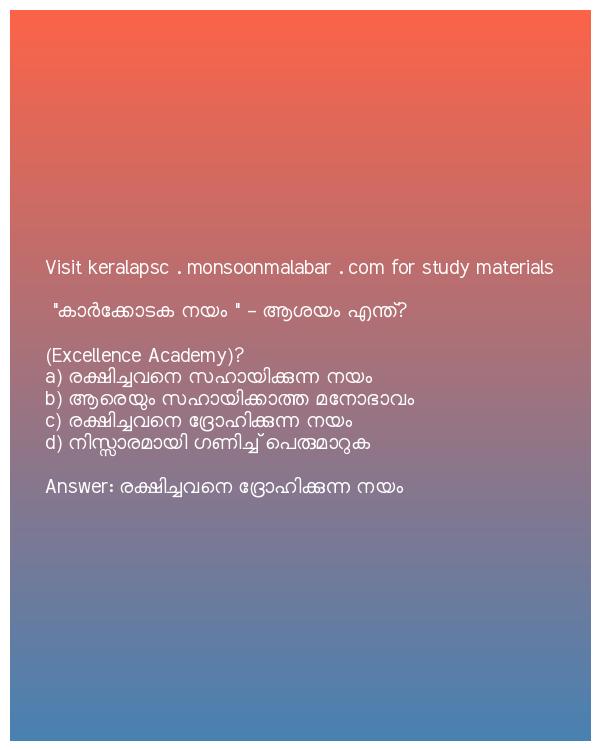 Visit keralapsc . monsoonmalabar . com for study materials
"കാർക്കോടക നയം " – ആശയം എന്ത്?
(Excellence Academy)?
a) രക്ഷിച്ചവനെ സഹായിക്കുന്ന നയം
b) ആരെയും സഹായിക്കാത്ത മനോഭാവം
c) രക്ഷിച്ചവനെ ദ്രോഹിക്കുന്ന നയം
d) നിസ്സാരമായി ഗണിച്ച് പെരുമാറുക
Answer: രക്ഷിച്ചവനെ ദ്രോഹിക്കുന്ന നയം